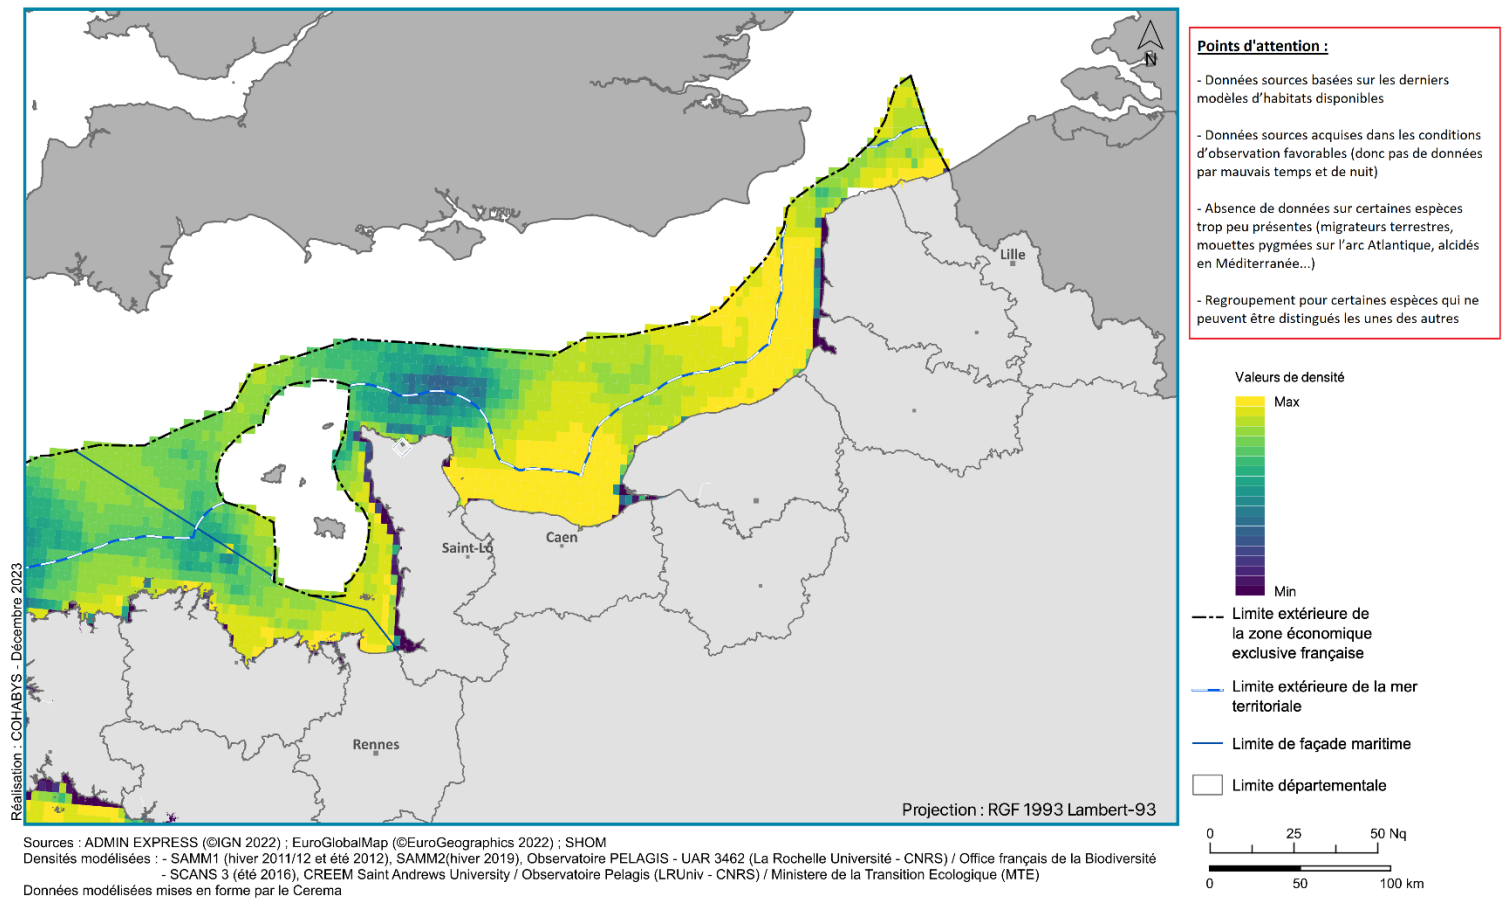 N
Lille
Saint-Lô
Caen
Rennes
Projection : RGF 1993 Lambert-93
Réalisation : COHABYS - Décembre 2023
Points d'attention :
- Données sources basées sur les derniers
modèles d'habitats disponibles
- Données sources acquises dans les conditions
d'observation favorables (donc pas de données
par mauvais temps et de nuit)
- Absence de données sur certaines espèces
trop peu présentes (migrateurs terrestres,
mouettes pygmées sur l'arc Atlantique, alcidés
en Méditerranée...)
- Regroupement pour certaines espèces qui ne
peuvent être distingués les unes des autres
Valeurs de densité
Max
Min
Limite extérieure de
la zone économique
exclusive française
Limite extérieure de la mer
territoriale
Limite de façade maritime
Limite départementale
0 25 50 Nq
0 50 100 km
Sources : ADMIN EXPRESS (©IGN 2022) ; EuroGlobalMap (©EuroGeographics 2022) ; SHOM
Densités modélisées : - SAMM1 (hiver 2011/12 et été 2012), SAMM2(hiver 2019), Observatoire PELAGIS - UAR 3462 (La Rochelle Université - CNRS) / Office français de la Biodiversité
- SCANS 3 (été 2016), CREEM Saint Andrews University / Observatoire Pelagis (LRUniv - CNRS) / Ministere de la Transition Ecologique (MTE)
Données modélisées mises en forme par le Cerema